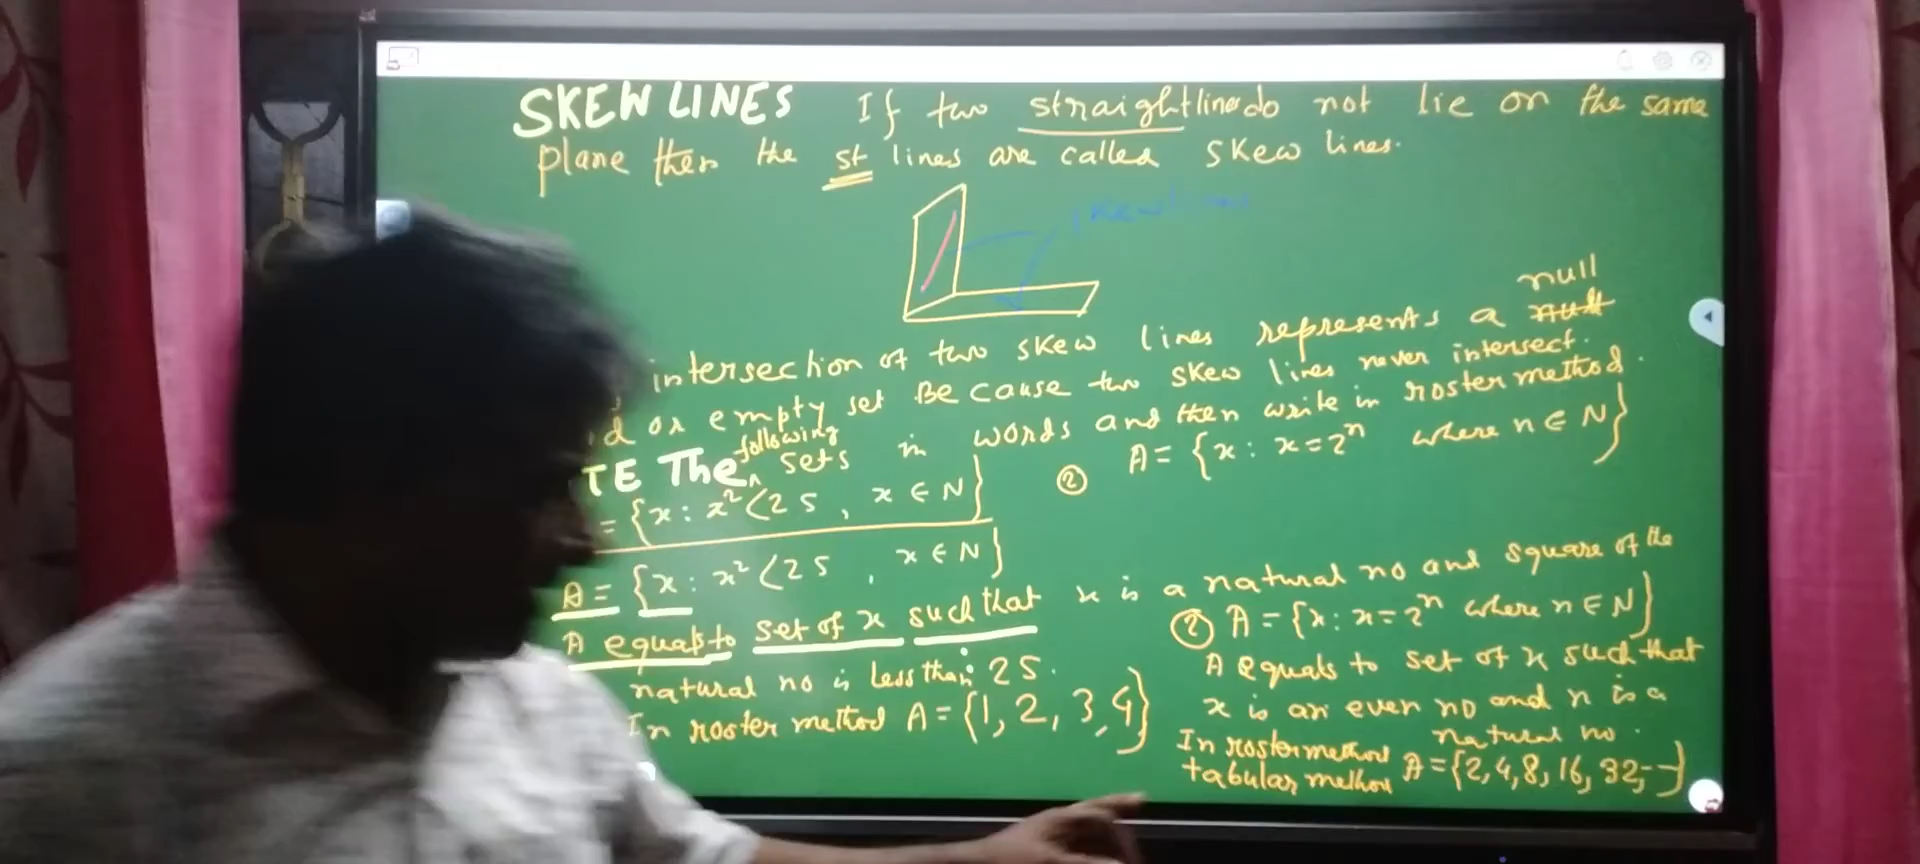 SKEW LINES If two straight lines do not lie on the same
plane then the st lines are called skew lines.
skew lines
null
intersection of two skew lines represents a null
or empty set Because two skew lines never intersect.
following
TE The ^ sets in words and then write in roster method.
= {x : x² < 25, x ∈ N}
② A = {x : x = 2ⁿ where n ∈ N}
A = {x : x² < 25, x ∈ N}
A equals to set of x such that x is a natural no and square of the
natural no is less than 25.
In roster method A = {1, 2, 3, 4}
② A = {x : x = 2ⁿ where n ∈ N}
A equals to set of x such that
x is an even no and n is a
natural no.
In roster method
tabular method A = {2, 4, 8, 16, 32, --}